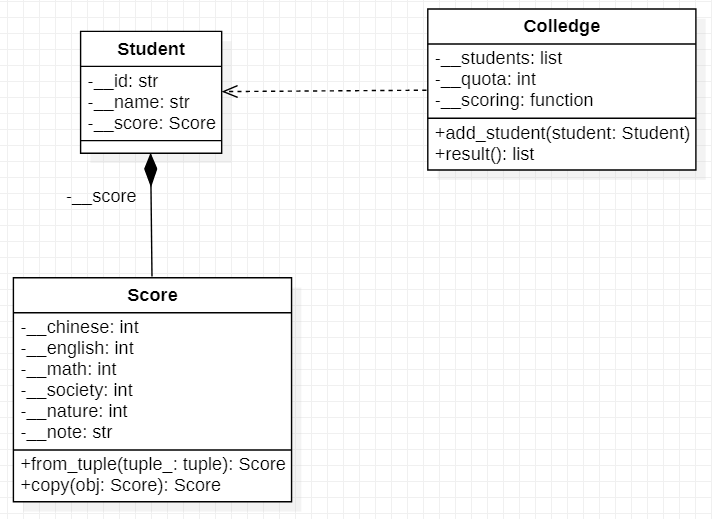 Student
-__id: str
-__name: str
-__score: Score
Colledge
-__students: list
-__quota: int
-__scoring: function
+add_student(student: Student)
+result(): list
-__score
Score
-__chinese: int
-__english: int
-__math: int
-__society: int
-__nature: int
-__note: str
+from_tuple(tuple_: tuple): Score
+copy(obj: Score): Score